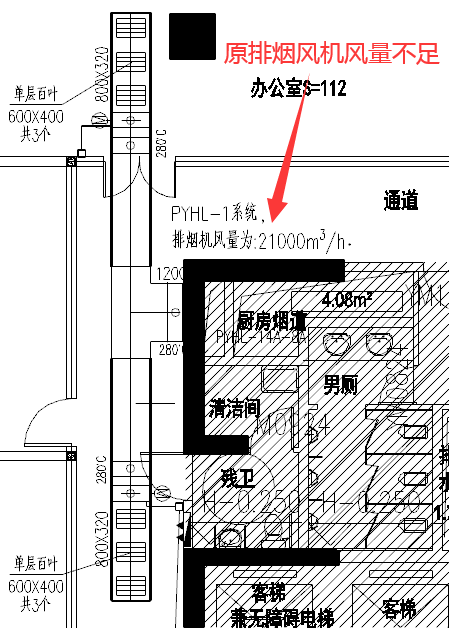 原排烟风机风量不足
办公室S=112
800X320
单层百叶
600X400
共3个
M
280°C
通道
PYHL-1系统,
排烟机风量为:21000m³/h.
1200
4.08m²
厨房烟道
280°
男厕
清洁间
残卫
280°C
M
H-0.250
800X320
单层百叶
600X400
共3个
客梯
兼无障碍电梯
客梯